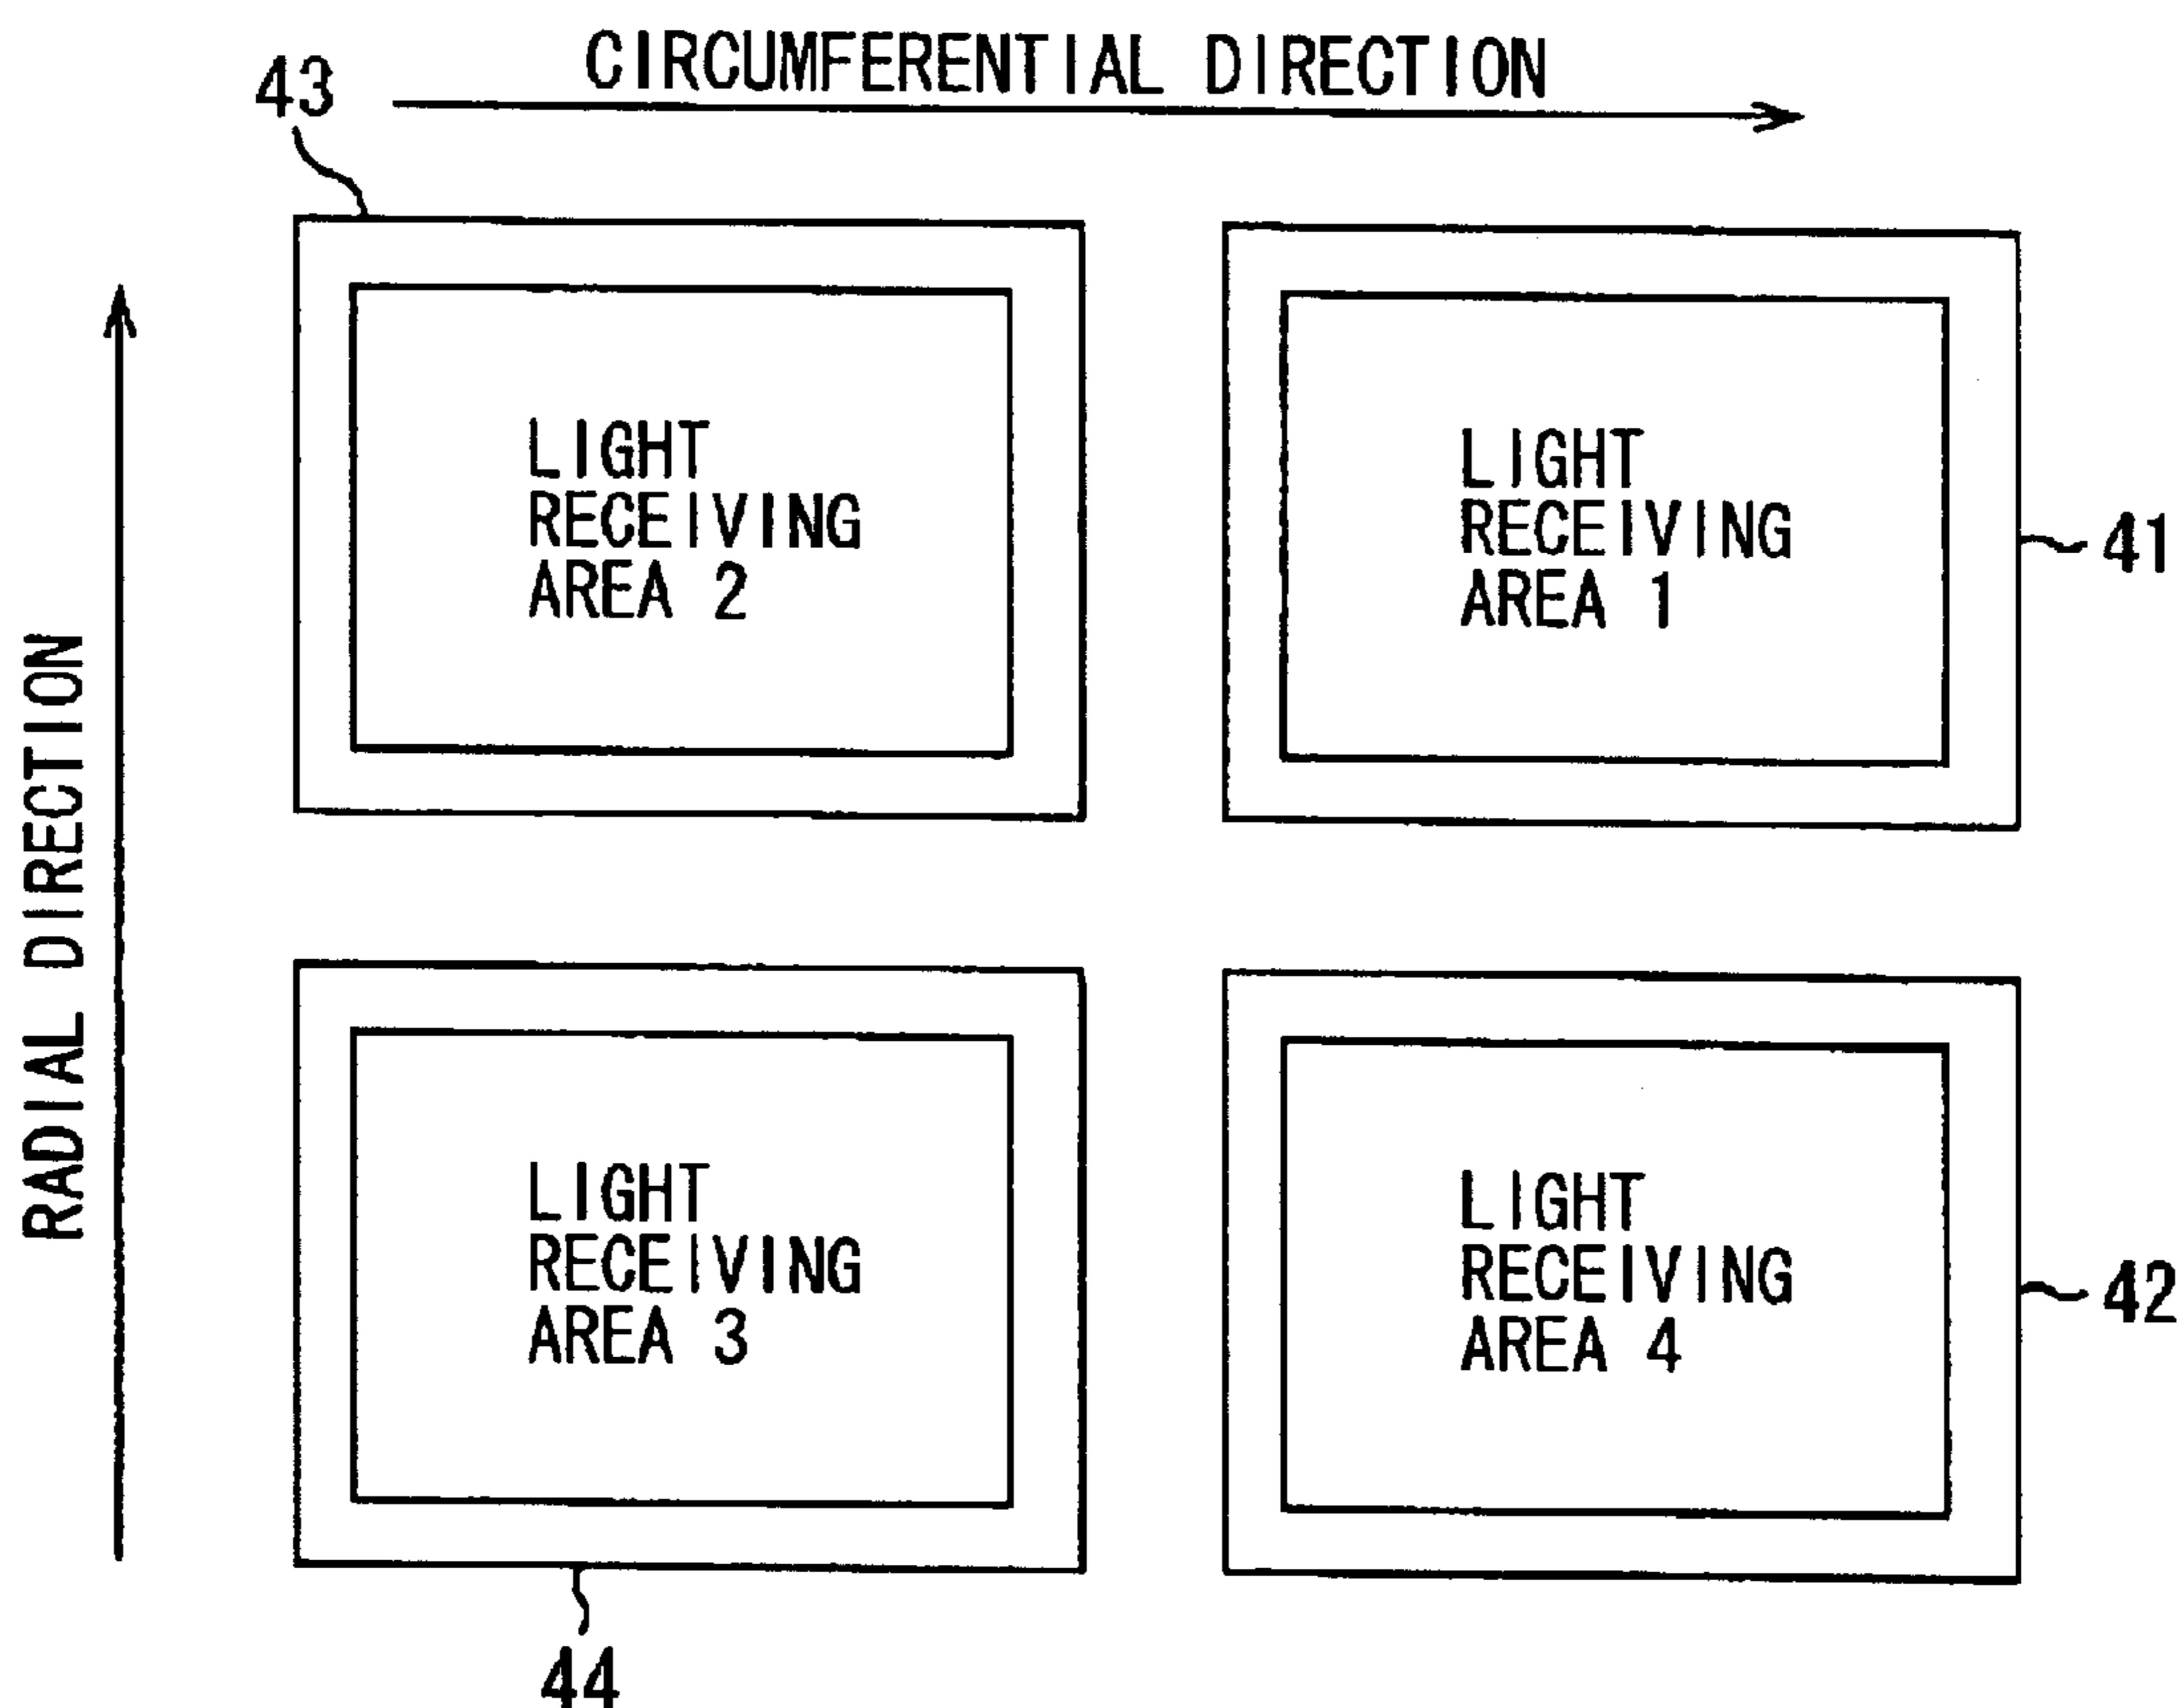 CIRCUMFERENTIAL DIRECTION
43
RADIAL DIRECTION
LIGHT
RECEIVING
AREA 2
LIGHT
RECEIVING
AREA 1
41
LIGHT
RECEIVING
AREA 3
LIGHT
RECEIVING
AREA 4
42
44